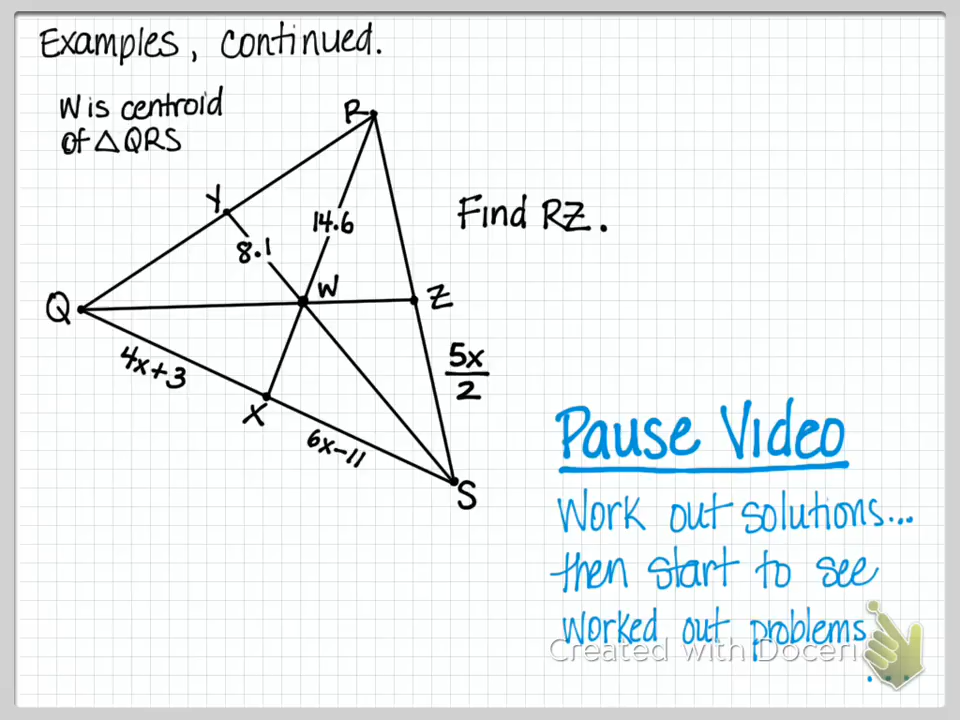 Examples, continued.
W is centroid
of △QRS
R
Y
14.6
Find RZ.
8.1
W
Q
Z
4x+3
5x
2
X
6x-11
S
Pause Video
Work out solutions...
then start to see
worked out problems
Created with Doceri
...